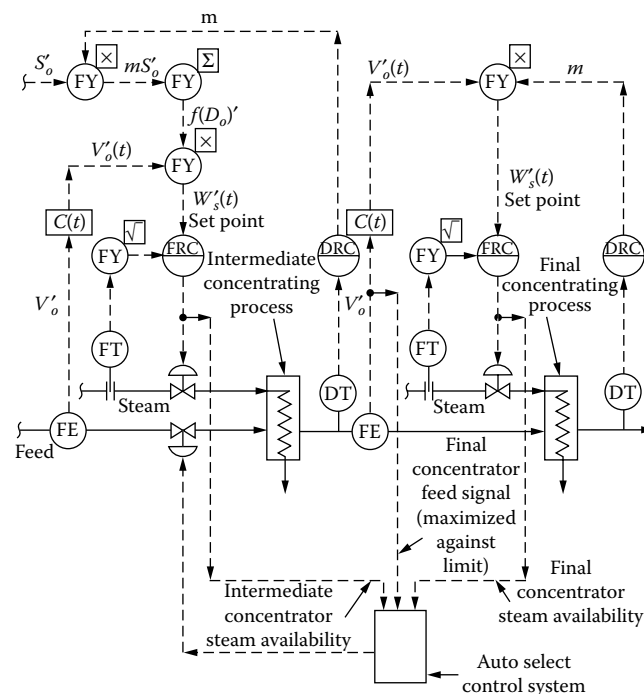 m
S′ₒ
FY
×
mS′ₒ
FY
Σ
f(Dₒ)′
FY
×
V′ₒ(t)
W′ₛ(t)
Set point
C(t)
FY
√
FRC
Intermediate
concentrating
process
DRC
V′ₒ
FT
Steam
DT
Feed
FE
V′ₒ(t)
FY
×
m
W′ₛ(t)
Set point
C(t)
FY
√
FRC
Final
concentrating
process
DRC
V′ₒ
FT
Steam
DT
FE
Final
concentrator
feed signal
(maximized
against
limit)
Intermediate
concentrator
steam availability
Final
concentrator
steam availability
Auto select
control system